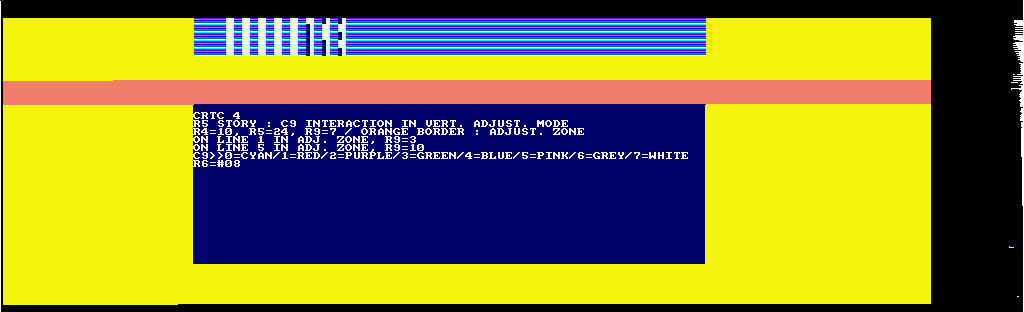 CRTC 4
R5 STORY : C9 INTERACTION IN VERT. ADJUST. MODE
R4=10, R5=24, R9=7 / ORANGE BORDER : ADJUST. ZONE
ON LINE 1 IN ADJ. ZONE, R9=3
ON LINE 5 IN ADJ. ZONE, R9=10
C9>>0=CYAN/1=RED/2=PURPLE/3=GREEN/4=BLUE/5=PINK/6=GREY/7=WHITE
R6=#08